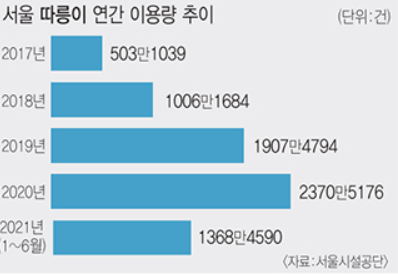 서울 따릉이 연간 이용량 추이
(단위:건)
2017년
503만1039
2018년
1006만1684
2019년
1907만4794
2020년
2370만5176
2021년
(1~6월)
1368만4590
〈자료:서울시설공단〉